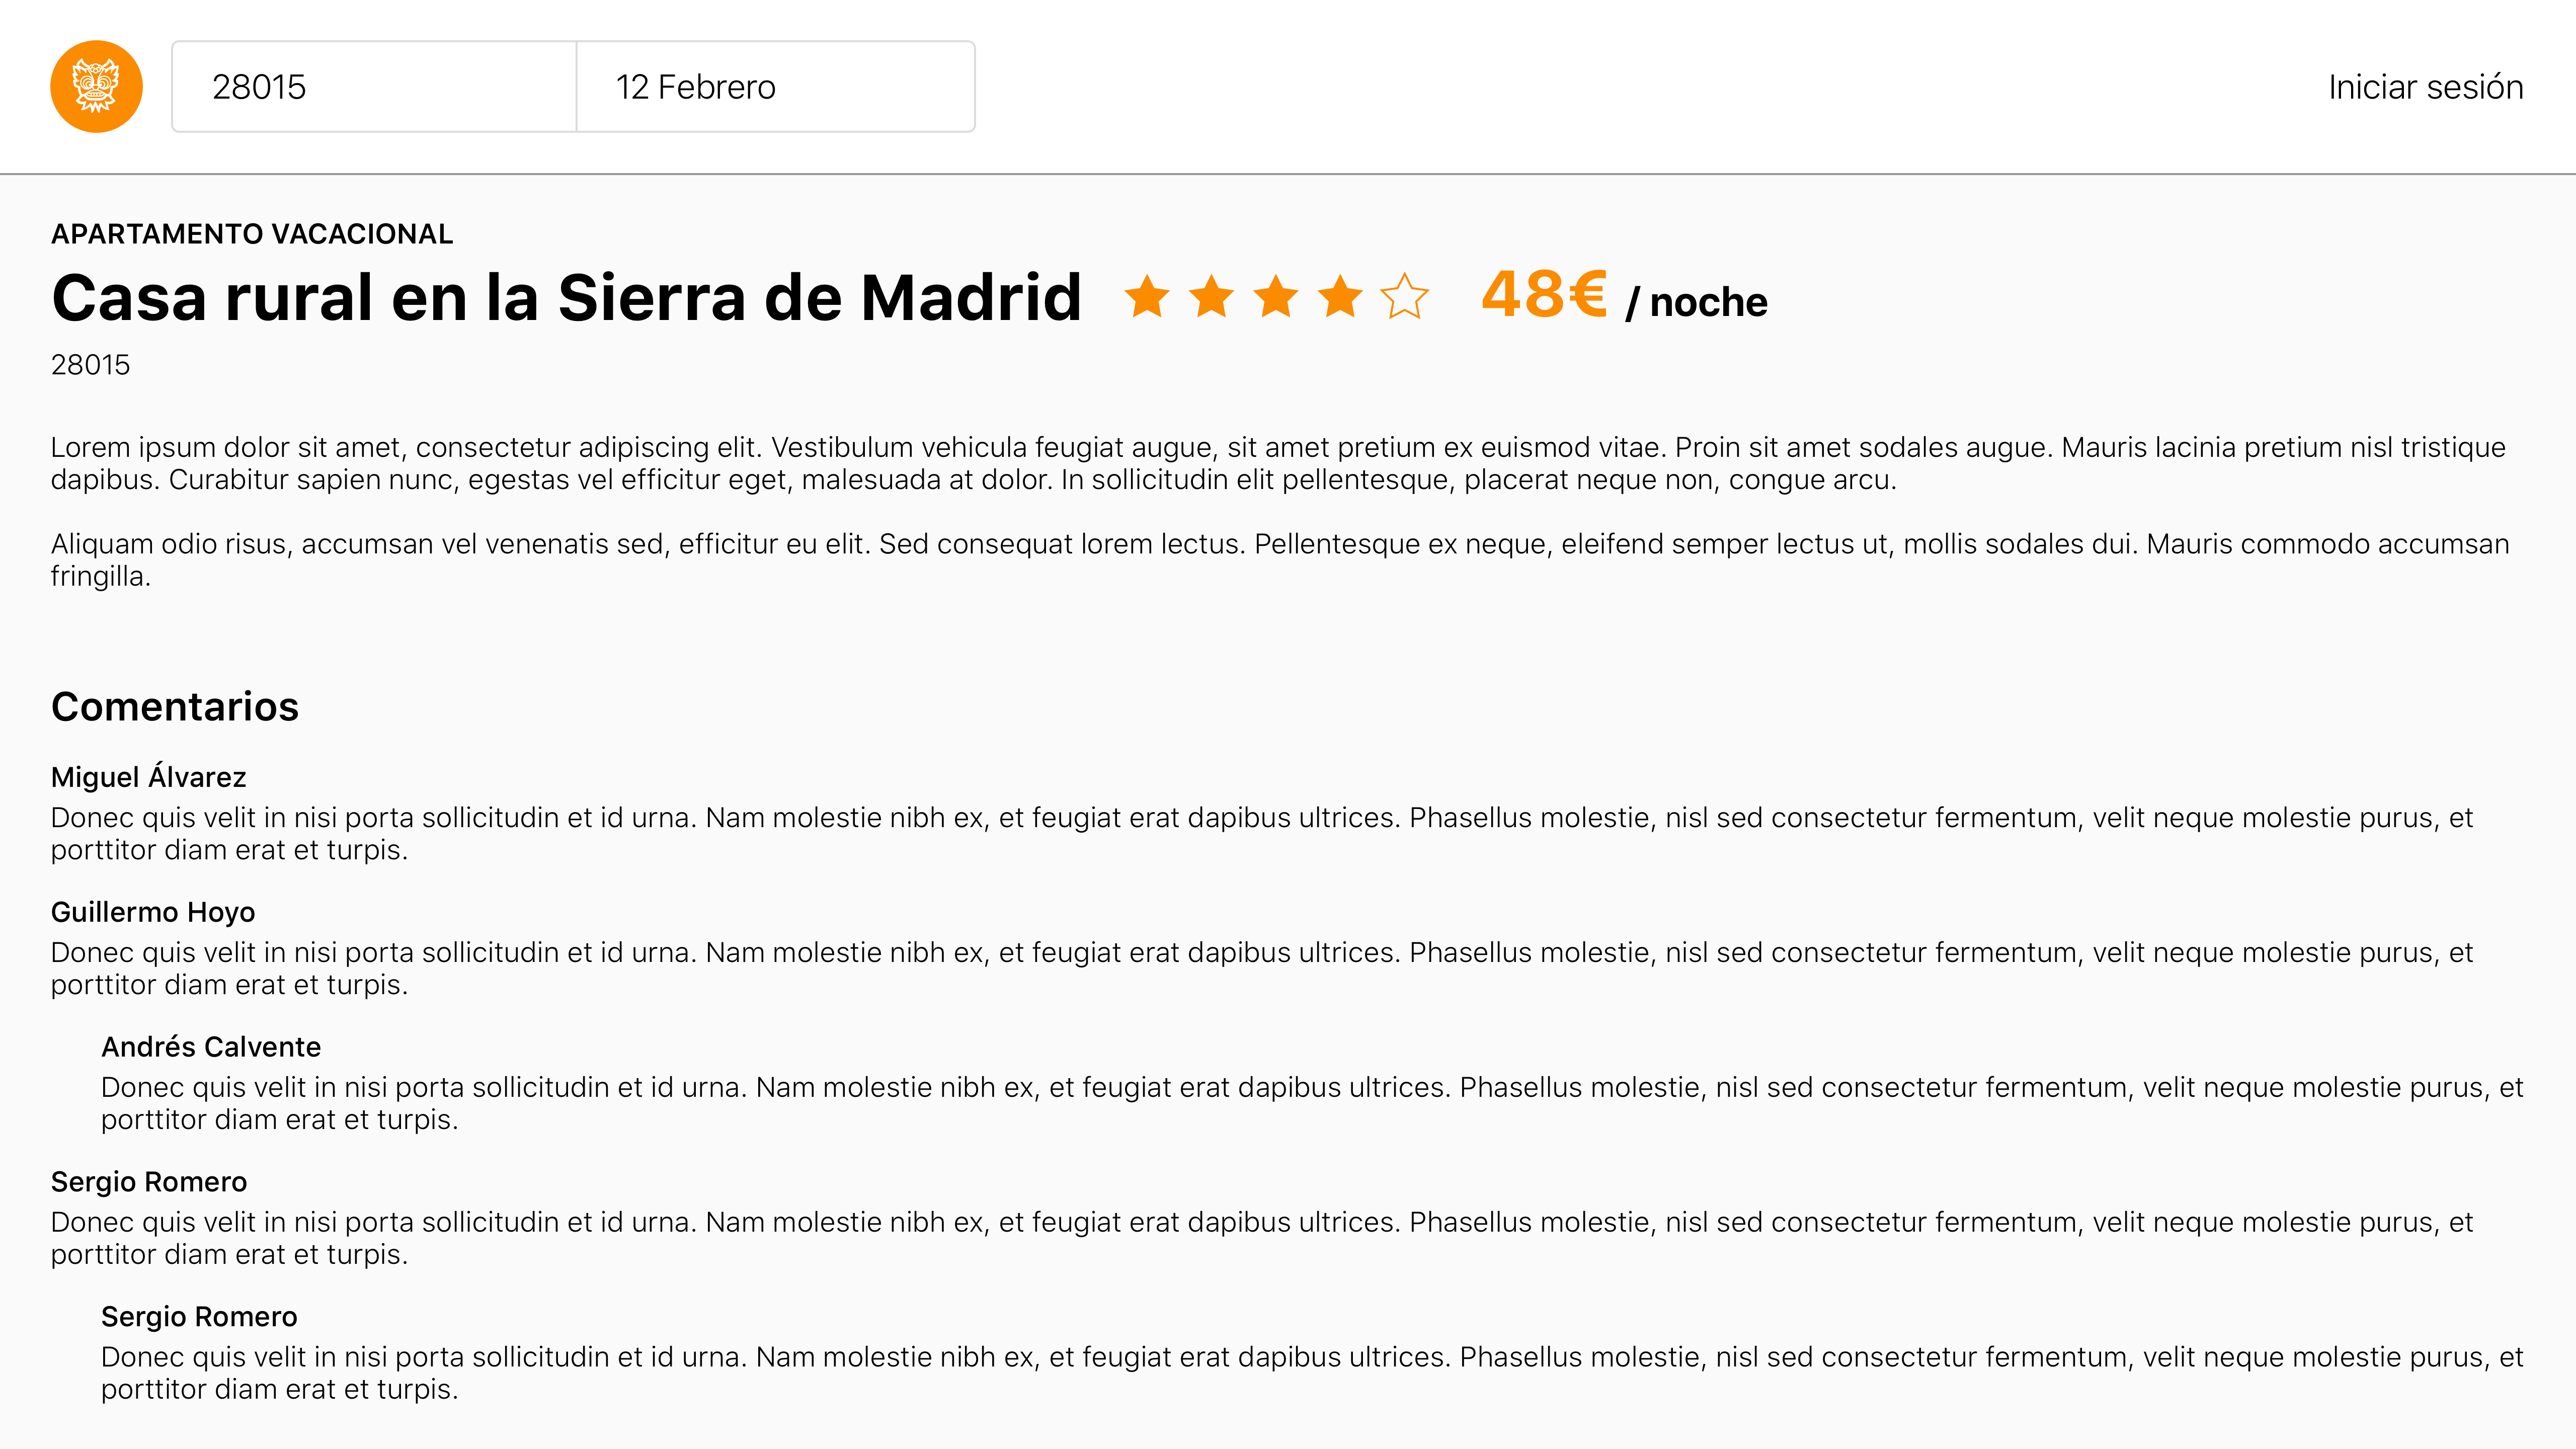 28015
12 Febrero
Iniciar sesión
APARTAMENTO VACACIONAL
Casa rural en la Sierra de Madrid 48€ / noche
28015
Lorem ipsum dolor sit amet, consectetur adipiscing elit. Vestibulum vehicula feugiat augue, sit amet pretium ex euismod vitae. Proin sit amet sodales augue. Mauris lacinia pretium nisl tristique
dapibus. Curabitur sapien nunc, egestas vel efficitur eget, malesuada at dolor. In sollicitudin elit pellentesque, placerat neque non, congue arcu.
Aliquam odio risus, accumsan vel venenatis sed, efficitur eu elit. Sed consequat lorem lectus. Pellentesque ex neque, eleifend semper lectus ut, mollis sodales dui. Mauris commodo accumsan
fringilla.
Comentarios
Miguel Álvarez
Donec quis velit in nisi porta sollicitudin et id urna. Nam molestie nibh ex, et feugiat erat dapibus ultrices. Phasellus molestie, nisl sed consectetur fermentum, velit neque molestie purus, et
porttitor diam erat et turpis.
Guillermo Hoyo
Donec quis velit in nisi porta sollicitudin et id urna. Nam molestie nibh ex, et feugiat erat dapibus ultrices. Phasellus molestie, nisl sed consectetur fermentum, velit neque molestie purus, et
porttitor diam erat et turpis.
Andrés Calvente
Donec quis velit in nisi porta sollicitudin et id urna. Nam molestie nibh ex, et feugiat erat dapibus ultrices. Phasellus molestie, nisl sed consectetur fermentum, velit neque molestie purus, et
porttitor diam erat et turpis.
Sergio Romero
Donec quis velit in nisi porta sollicitudin et id urna. Nam molestie nibh ex, et feugiat erat dapibus ultrices. Phasellus molestie, nisl sed consectetur fermentum, velit neque molestie purus, et
porttitor diam erat et turpis.
Sergio Romero
Donec quis velit in nisi porta sollicitudin et id urna. Nam molestie nibh ex, et feugiat erat dapibus ultrices. Phasellus molestie, nisl sed consectetur fermentum, velit neque molestie purus, et
porttitor diam erat et turpis.